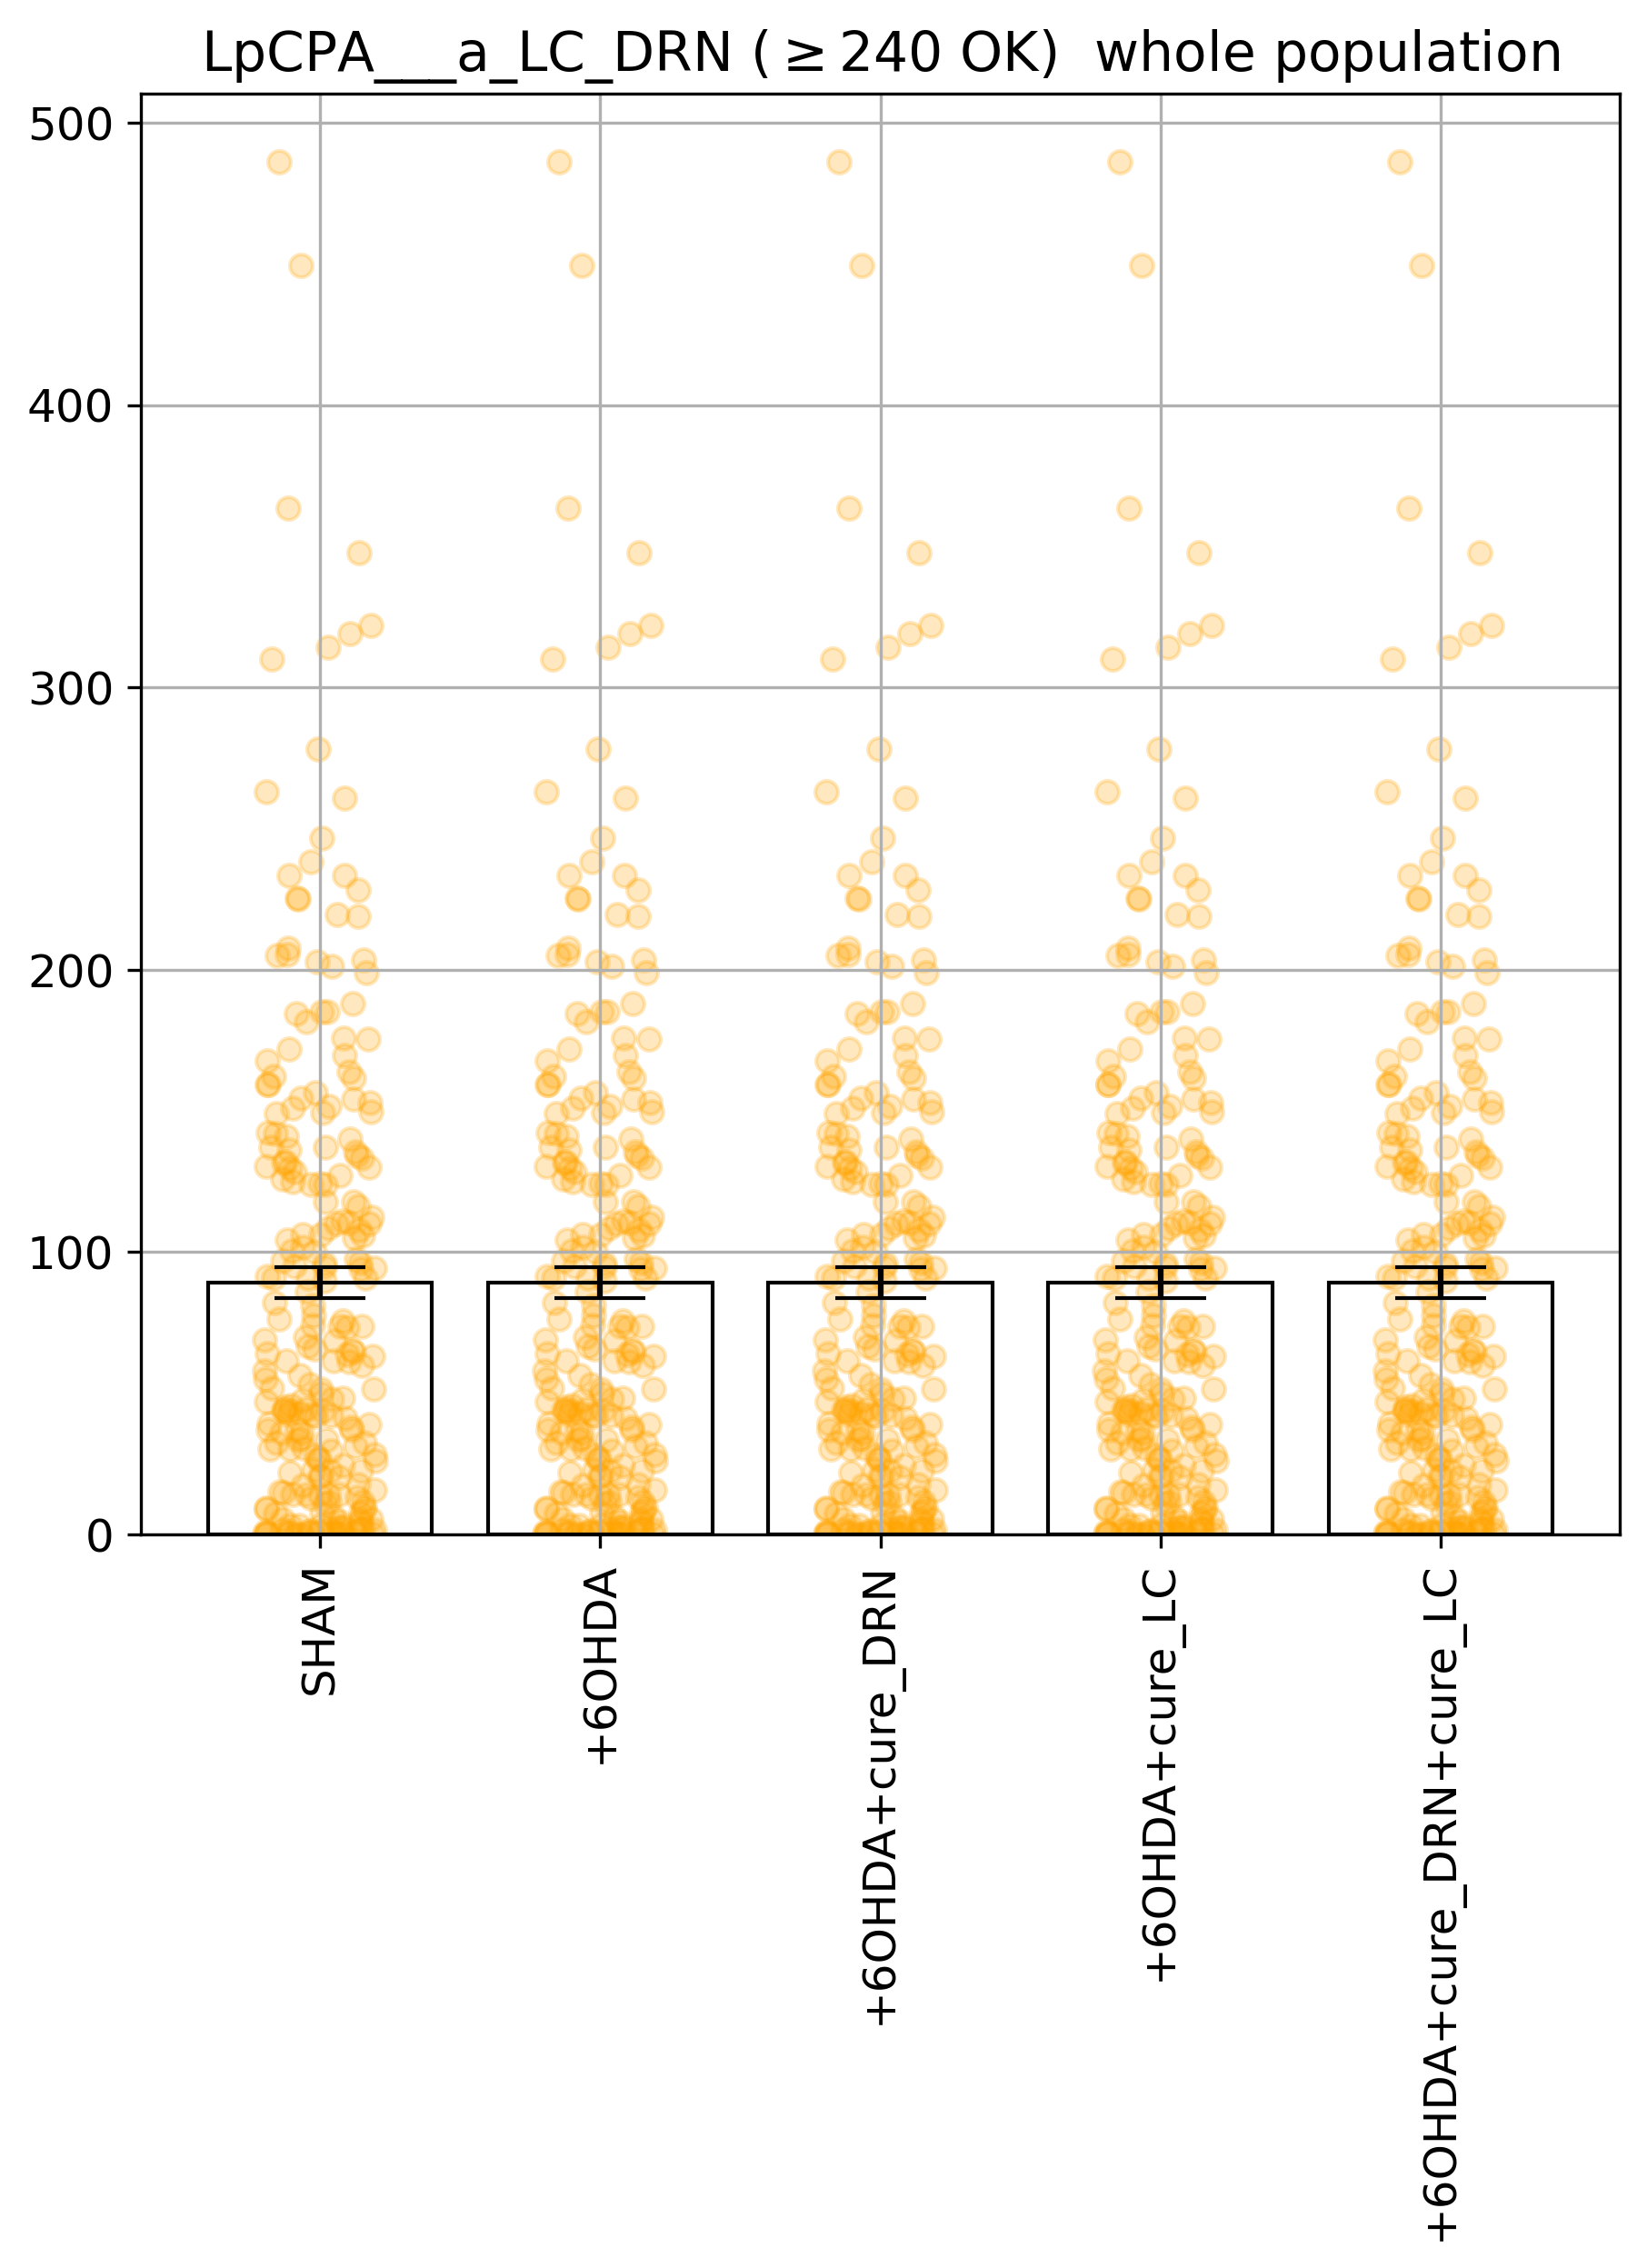 LpCPA___a_LC_DRN (≥240 OK)  whole population
500
400
300
200
100
0
SHAM
+6OHDA
+6OHDA+cure_DRN
+6OHDA+cure_LC
+6OHDA+cure_DRN+cure_LC